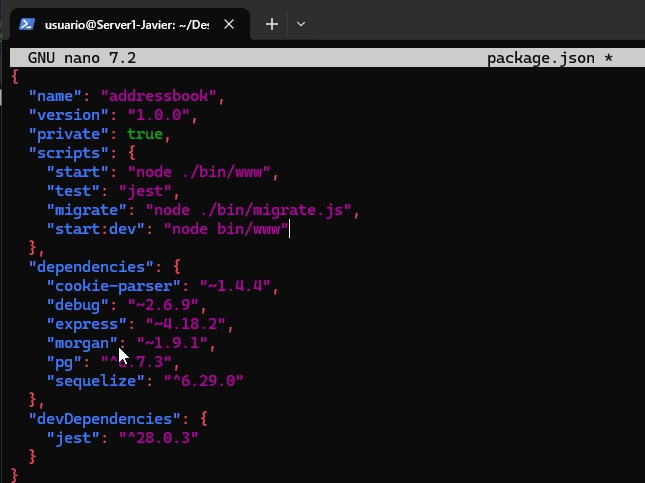 usuario@Server1-Javier: ~/Des
GNU nano 7.2 package.json *
{
  "name": "addressbook",
  "version": "1.0.0",
  "private": true,
  "scripts": {
    "start": "node ./bin/www",
    "test": "jest",
    "migrate": "node ./bin/migrate.js",
    "start:dev": "node bin/www"
  },
  "dependencies": {
    "cookie-parser": "~1.4.4",
    "debug": "~2.6.9",
    "express": "~4.18.2",
    "morgan": "~1.9.1",
    "pg": "^8.7.3",
    "sequelize": "^6.29.0"
  },
  "devDependencies": {
    "jest": "^28.0.3"
  }
}